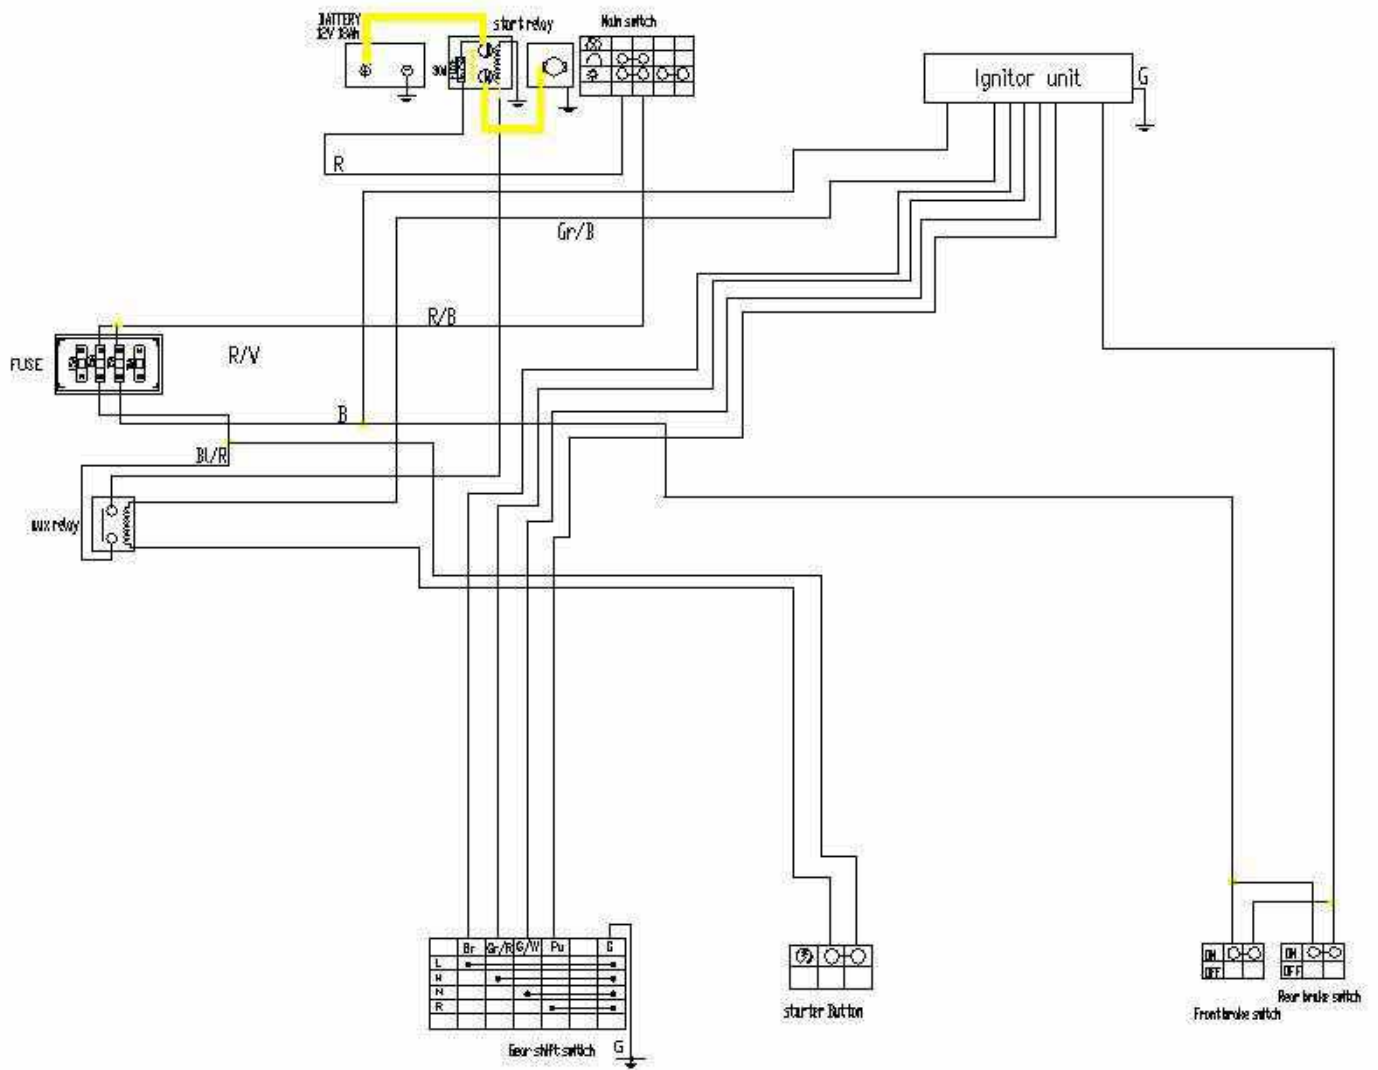 BATTERY
12V 18Ah
start relay
Main switch
30A
Ignitor unit
G
R
Gr/B
R/B
R/W
FUSE
B
Bl/R
aux relay
Br Gr/R G/W Pu G
L
H
N
R
Gear shift switch
G
starter Button
ON
OFF
Front brake switch
ON
OFF
Rear brake switch